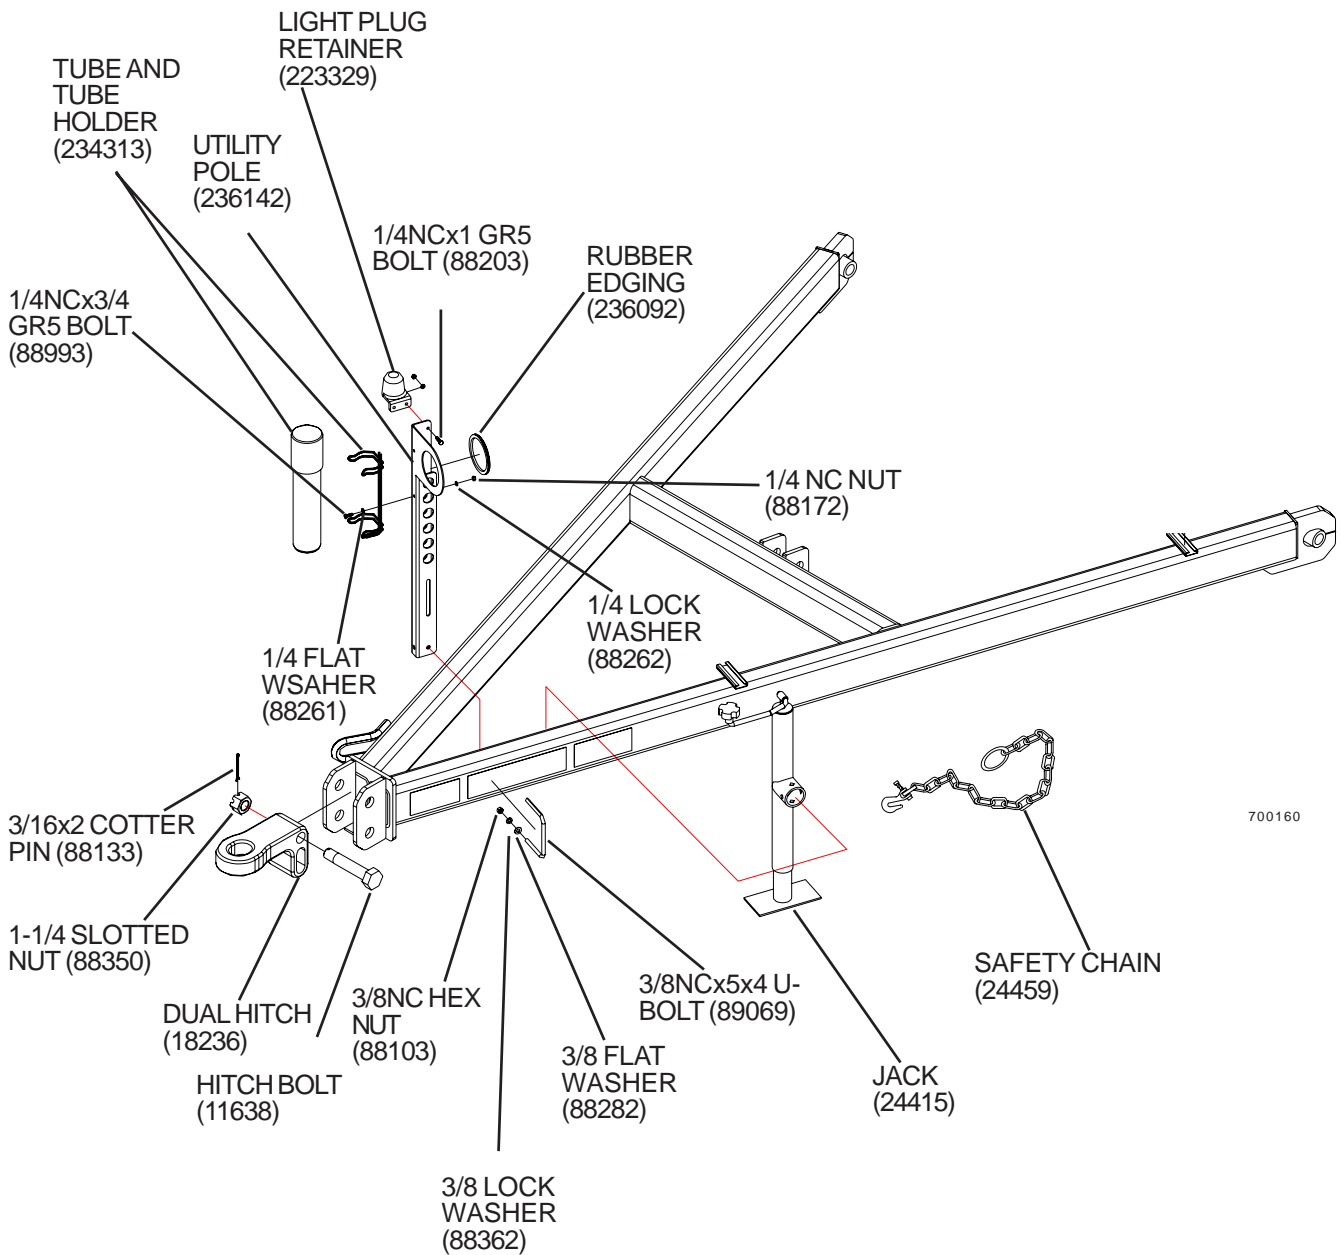 LIGHT PLUG
RETAINER
(223329)
TUBE AND
TUBE
HOLDER
(234313)
UTILITY
POLE
(236142)
1/4NCx1 GR5
BOLT (88203)
RUBBER
EDGING
(236092)
1/4NCx3/4
GR5 BOLT
(88993)
1/4 NC NUT
(88172)
1/4 LOCK
WASHER
(88262)
1/4 FLAT
WSAHER
(88261)
3/16x2 COTTER
PIN (88133)
700160
1-1/4 SLOTTED
NUT (88350)
DUAL HITCH
(18236)
HITCH BOLT
(11638)
3/8NC HEX
NUT
(88103)
3/8NCx5x4 U-
BOLT (89069)
3/8 FLAT
WASHER
(88282)
SAFETY CHAIN
(24459)
JACK
(24415)
3/8 LOCK
WASHER
(88362)